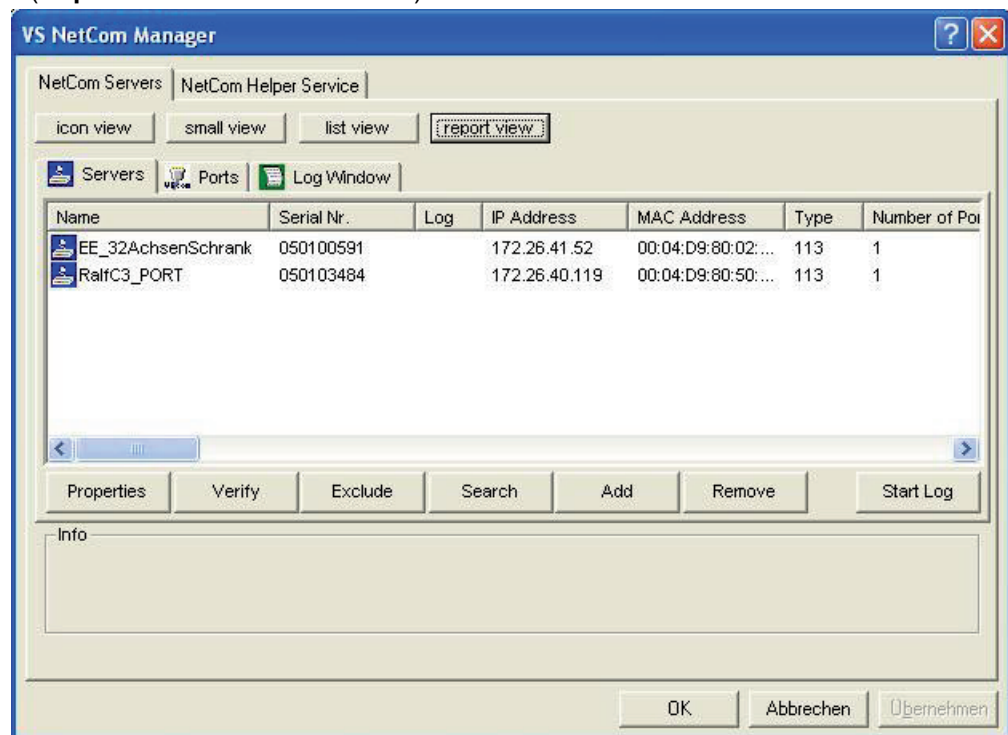 VS NetCom Manager
NetCom Servers NetCom Helper Service
icon view small view list view report view
Servers Ports Log Window
Name Serial Nr. Log IP Address MAC Address Type Number of Por
EE_32AchsenSchrank 050100591 172.26.41.52 00:04:D9:80:02:... 113 1
RalfC3_PORT 050103484 172.26.40.119 00:04:D9:80:50:... 113 1
Properties Verify Exclude Search Add Remove Start Log
Info
OK Abbrechen Übernehmen